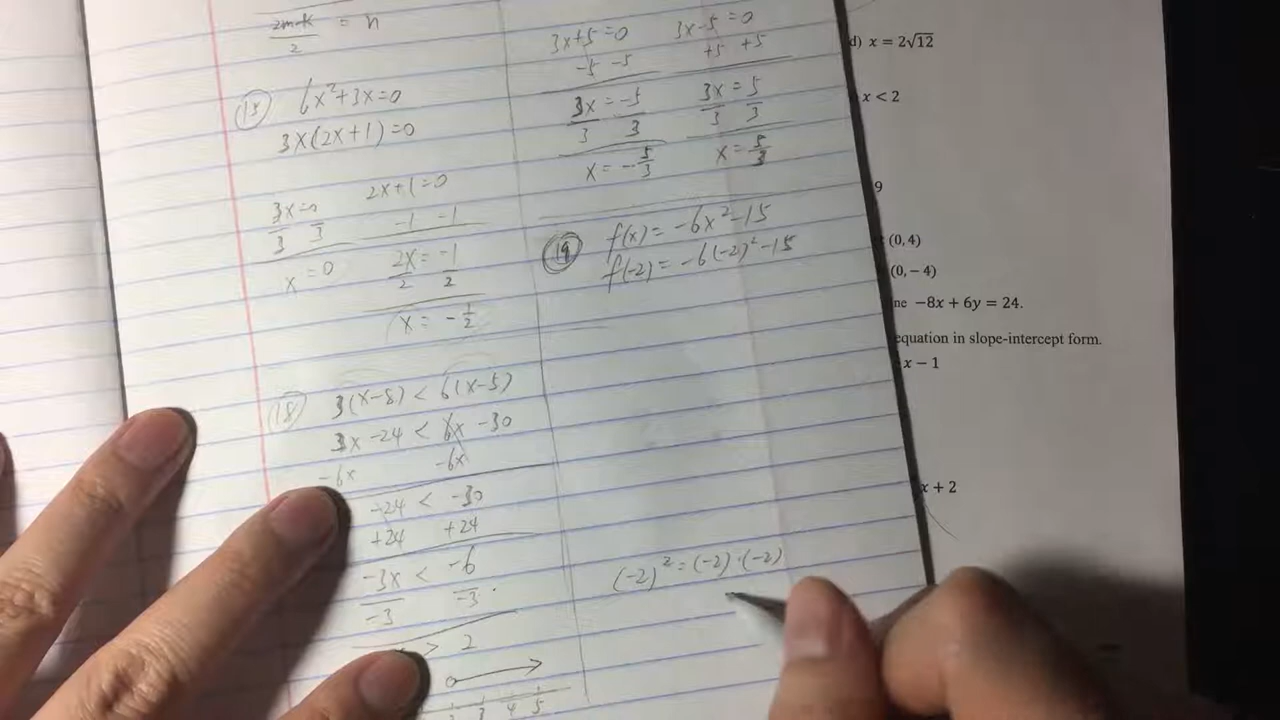 2m-k/2 = n
(15) 6x²+3x=0
3x(2x+1)=0
3x=0 2x+1=0
3 3 -1 -1
x=0 2x=-1
2 2
x = -1/2
(18) 3(x-8) < 6(x-5)
3x-24 < 6x-30
-6x -6x
-24 < -30
+24 +24
-3x < -6
-3 -3
> 2
2 3 4 5
3x+5=0 3x-5=0
-5 -5 +5 +5
3x=-5 3x=5
3 3 3 3
x=-5/3 x=5/3
(19) f(x)=-6x²-15
f(-2)=-6(-2)²-15
(-2)²=(-2)·(-2)
d) x = 2√12
x < 2
9
(0, 4)
(0, − 4)
ne −8x + 6y = 24.
equation in slope-intercept form.
x − 1
x + 2